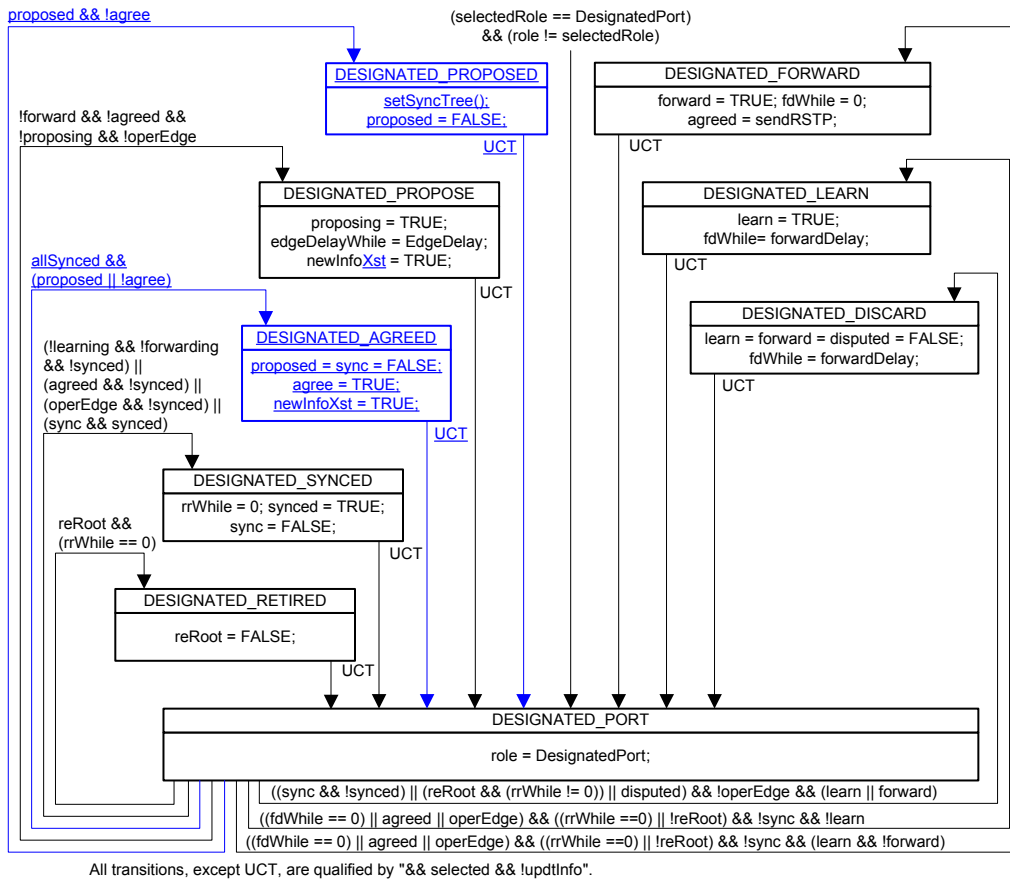 proposed && !agree
(selectedRole == DesignatedPort)
&& (role != selectedRole)
DESIGNATED_PROPOSED
setSyncTree();
proposed = FALSE;
UCT
DESIGNATED_FORWARD
forward = TRUE; fdWhile = 0;
agreed = sendRSTP;
UCT
!forward && !agreed &&
!proposing && !operEdge
DESIGNATED_PROPOSE
proposing = TRUE;
edgeDelayWhile = EdgeDelay;
newInfoXst = TRUE;
UCT
DESIGNATED_LEARN
learn = TRUE;
fdWhile= forwardDelay;
UCT
allSynced &&
(proposed || !agree)
DESIGNATED_AGREED
proposed = sync = FALSE;
agree = TRUE;
newInfoXst = TRUE;
UCT
DESIGNATED_DISCARD
learn = forward = disputed = FALSE;
fdWhile = forwardDelay;
UCT
(!learning && !forwarding
&& !synced) ||
(agreed && !synced) ||
(operEdge && !synced) ||
(sync && synced)
DESIGNATED_SYNCED
rrWhile = 0; synced = TRUE;
sync = FALSE;
UCT
reRoot &&
(rrWhile == 0)
DESIGNATED_RETIRED
reRoot = FALSE;
UCT
DESIGNATED_PORT
role = DesignatedPort;
((sync && !synced) || (reRoot && (rrWhile != 0)) || disputed) && !operEdge && (learn || forward)
((fdWhile == 0) || agreed || operEdge) && ((rrWhile ==0) || !reRoot) && !sync && !learn
((fdWhile == 0) || agreed || operEdge) && ((rrWhile ==0) || !reRoot) && !sync && (learn && !forward)
All transitions, except UCT, are qualified by "&& selected && !updtInfo".